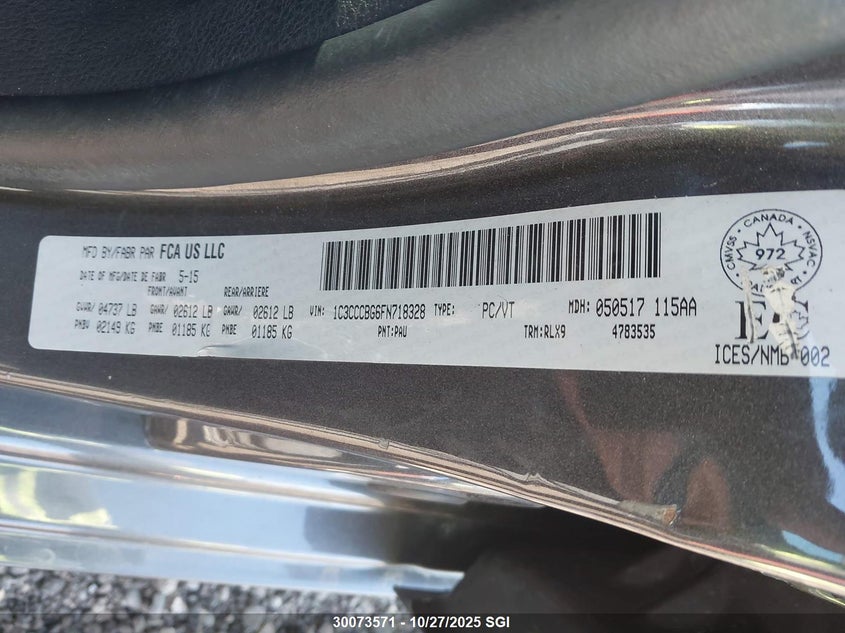 MFD BY/FABR PAR FCA US LLC
DATE OF MFG/DATE DE FABR 5-15
FRONT/AVANT REAR/ARRIERE
GVWR/ 04737 LB GAWR/ 02612 LB GAWR/ 02612 LB
PNBV 02149 KG PNBE 01185 KG PNBE 01185 KG
VIN: 1C3CCCBG6FN718328 TYPE: PC/VT MDH: 050517 115AA
PNT:PAU TRM:RLX9 4783535
CANADA
CMVSS NSVAC
972
ICES/NMB-002
30073571 - 10/27/2025 SGI